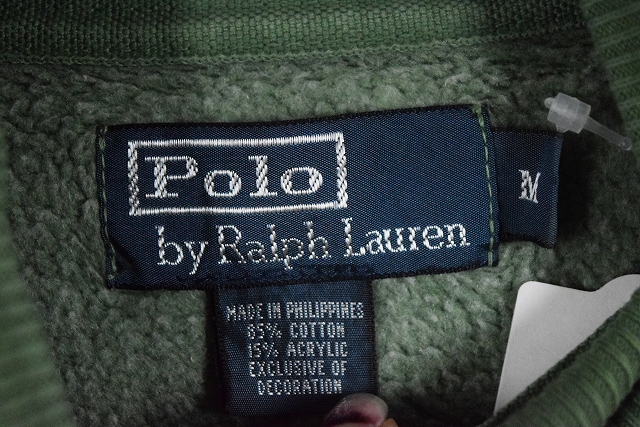 Polo
by Ralph Lauren
M
MADE IN PHILIPPINES
85% COTTON
15% ACRYLIC
EXCLUSIVE OF
DECORATION